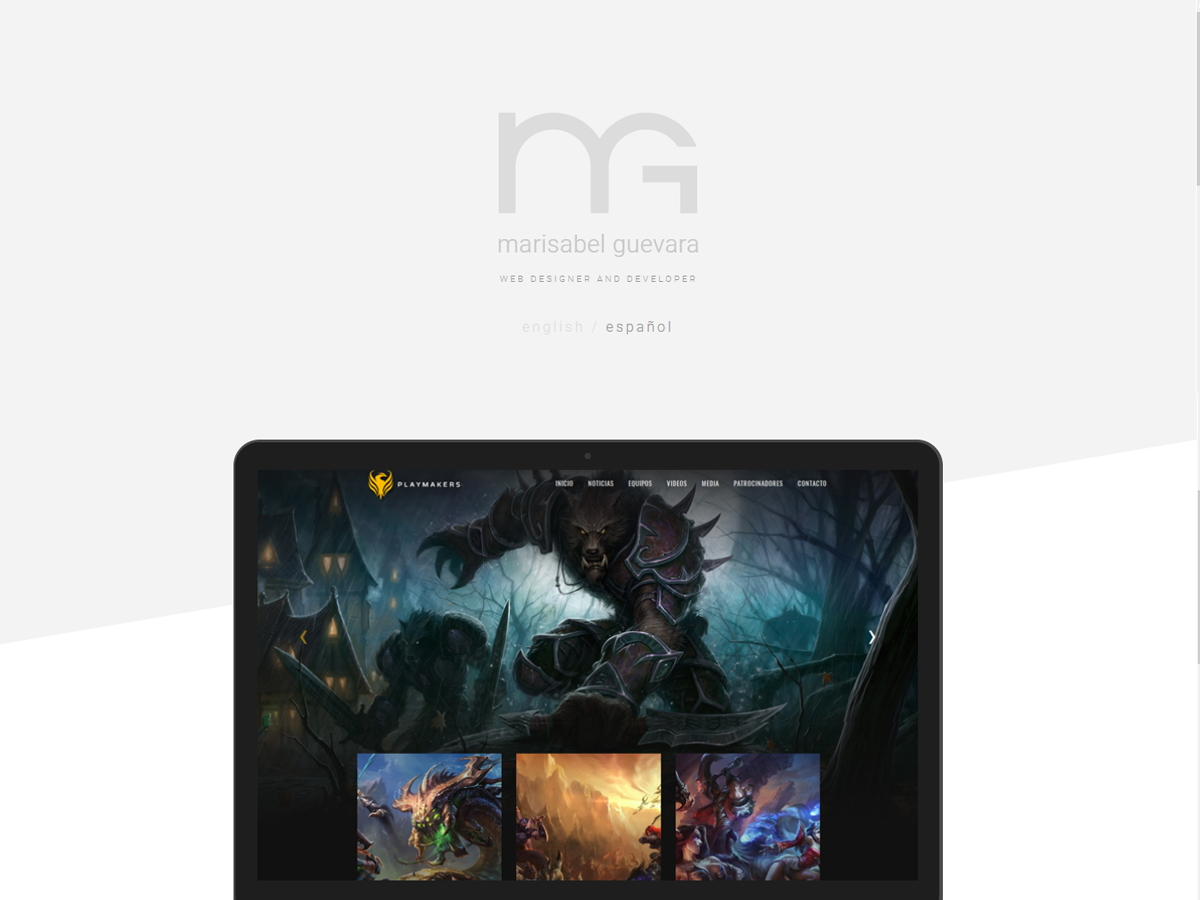 mG
marisabel guevara
WEB DESIGNER AND DEVELOPER
english / español
PLAYMAKERS
INICIO NOTICIAS EQUIPOS VIDEOS MEDIA PATROCINADORES CONTACTO